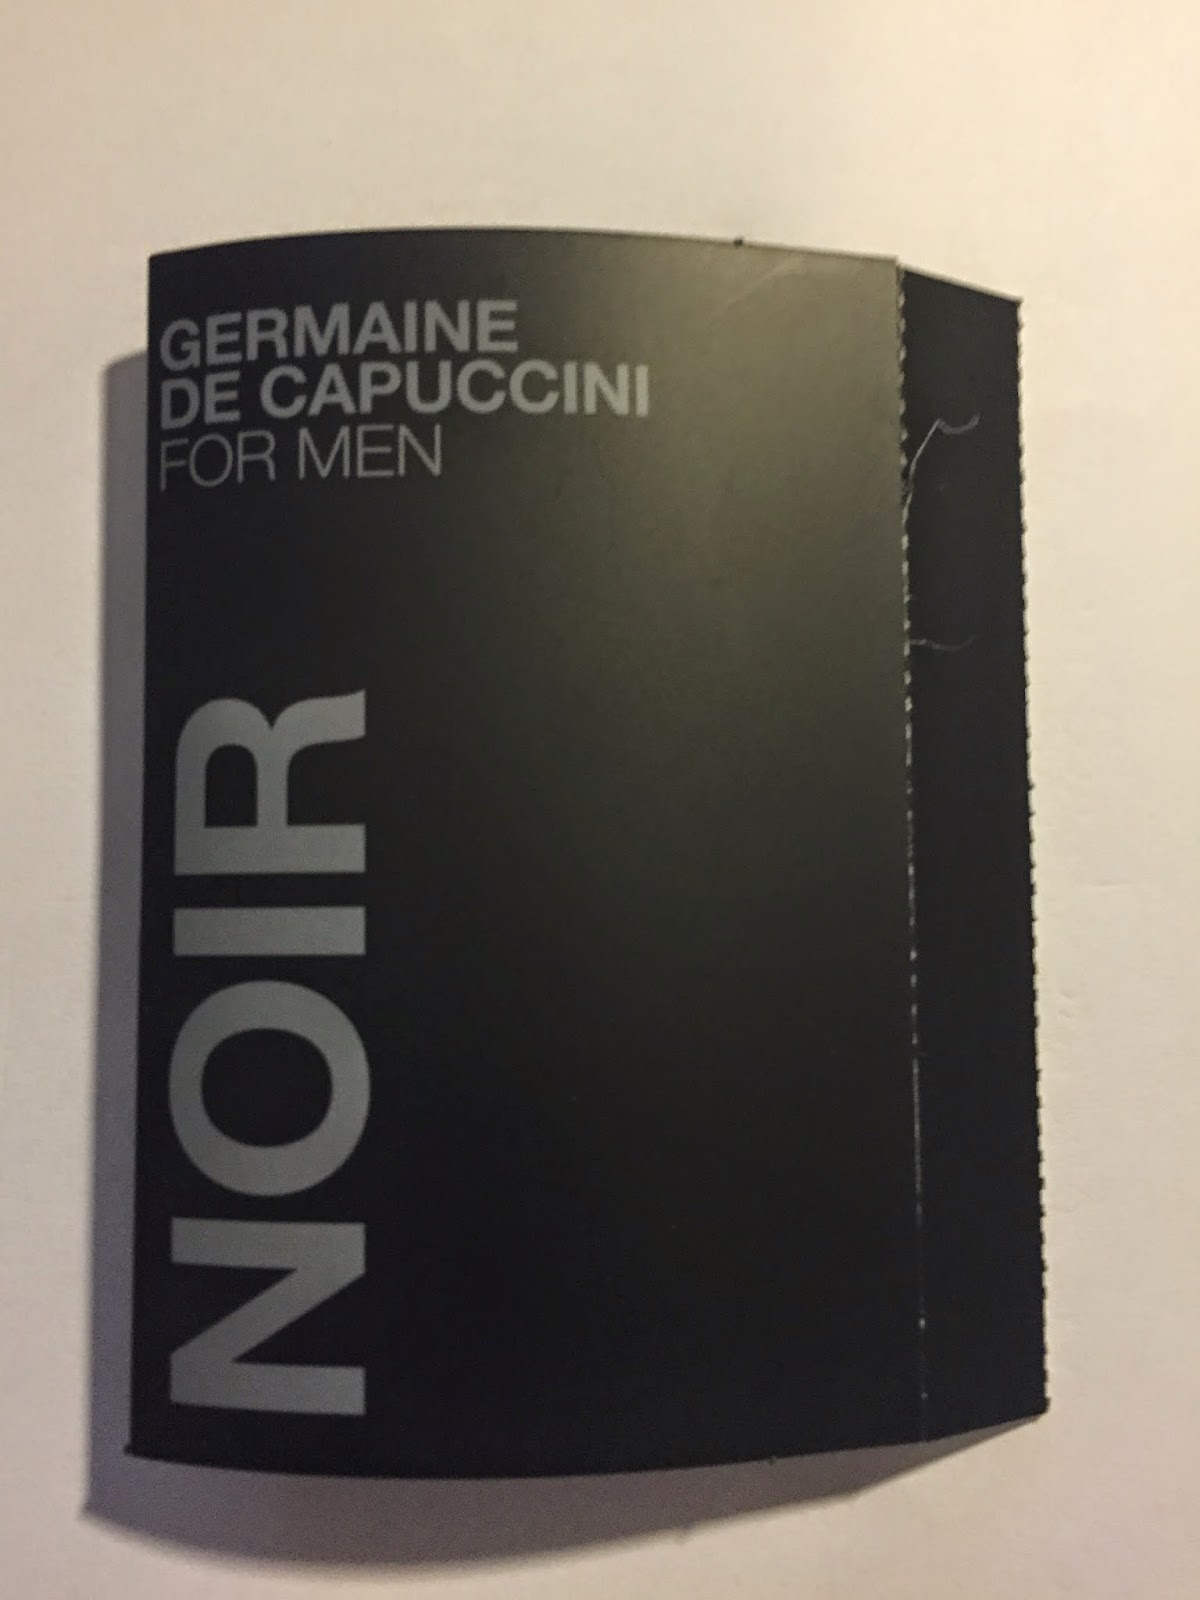 GERMAINE
DE CAPUCCINI
FOR MEN
NOIR